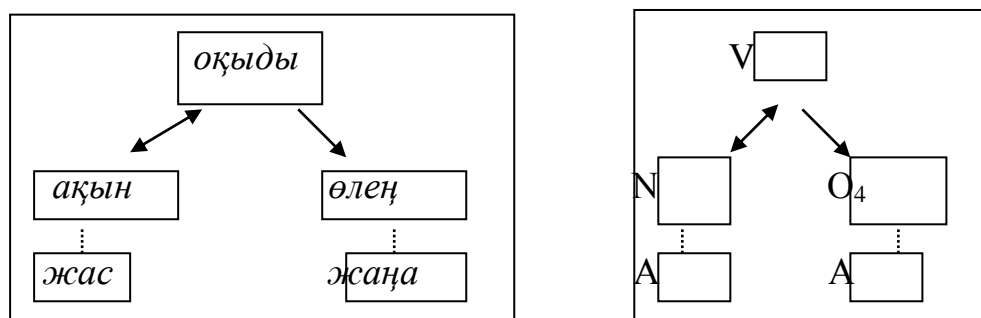 оқыды
ақын өлең
жас жаңа
V
N O₄
A A